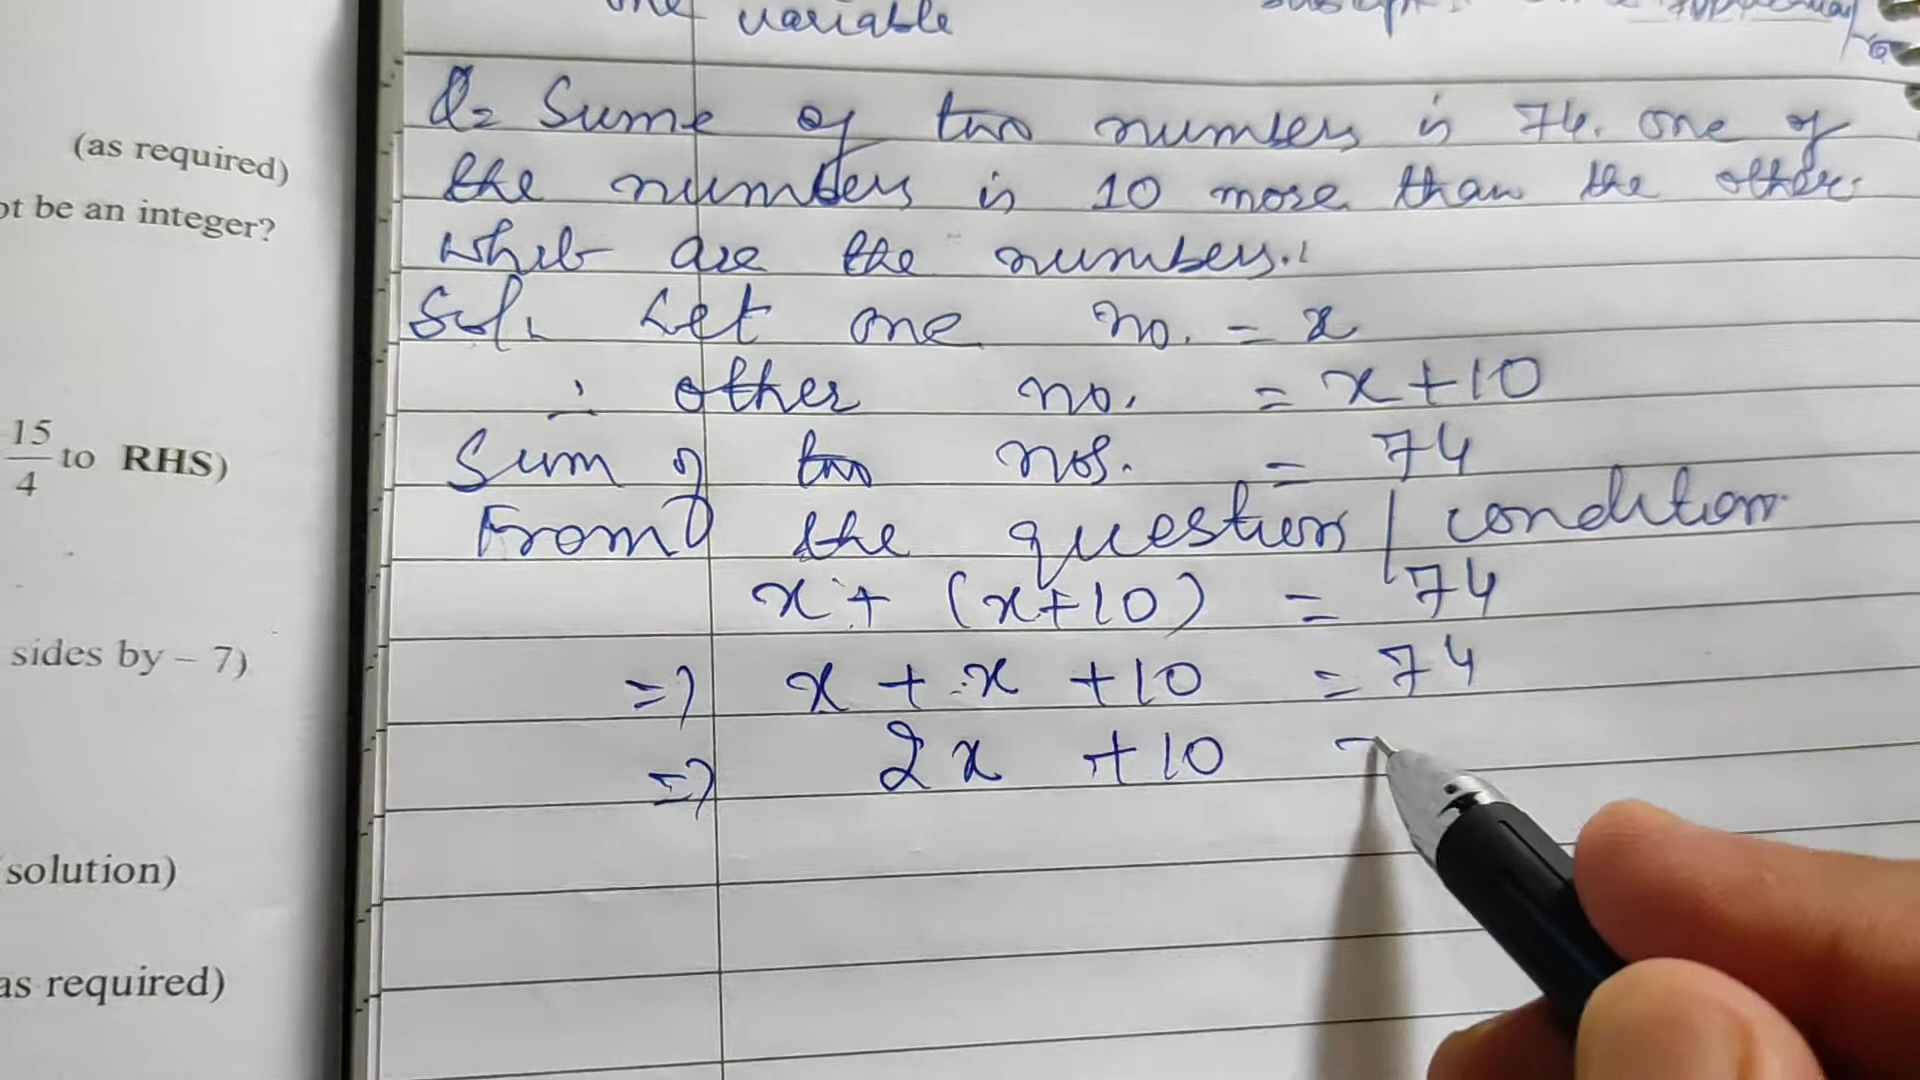 (as required)
ot be an integer?
15/4 to RHS)
sides by – 7)
solution)
as required)
one variable
Q= Sume of two numbers is 74. one of
the numbers is 10 more than the other.
what are the numbers.
Sol. Let one no. = x
∴ other no. = x+10
Sum of two nos. = 74
From the question / condition
x + (x+10) = 74
=> x + x +10 = 74
=> 2x +10 -